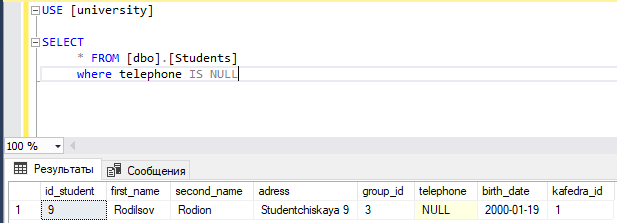 USE [university]
SELECT
* FROM [dbo].[Students]
where telephone IS NULL
100 %
Результаты Сообщения
id_student first_name second_name adress group_id telephone birth_date kafedra_id
1 9 Rodilsov Rodion Studentchiskaya 9 3 NULL 2000-01-19 1